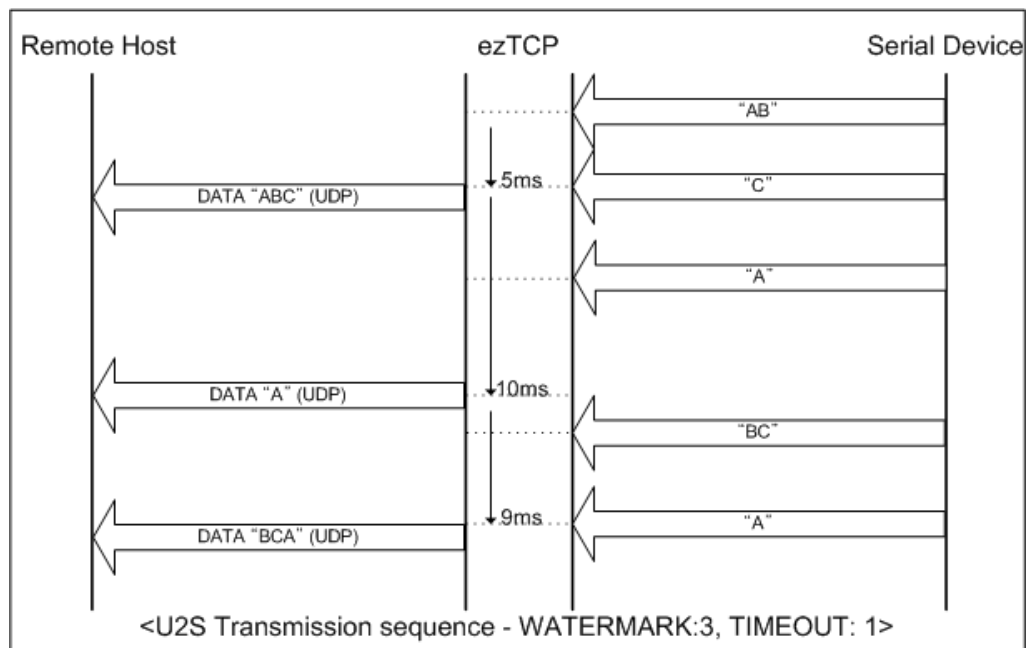 Remote Host ezTCP Serial Device
“AB”
5ms
DATA “ABC” (UDP) “C”
“A”
10ms
DATA “A” (UDP)
“BC”
9ms
DATA “BCA” (UDP) “A”
<U2S Transmission sequence - WATERMARK:3, TIMEOUT: 1>